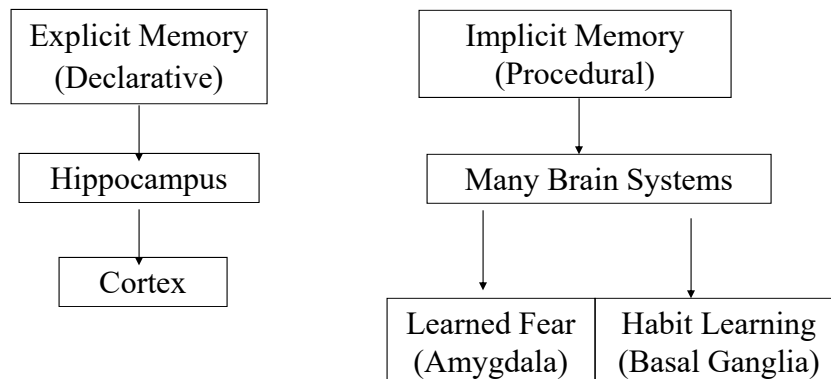 Explicit Memory
(Declarative)
Hippocampus
Cortex
Implicit Memory
(Procedural)
Many Brain Systems
Learned Fear
(Amygdala)
Habit Learning
(Basal Ganglia)